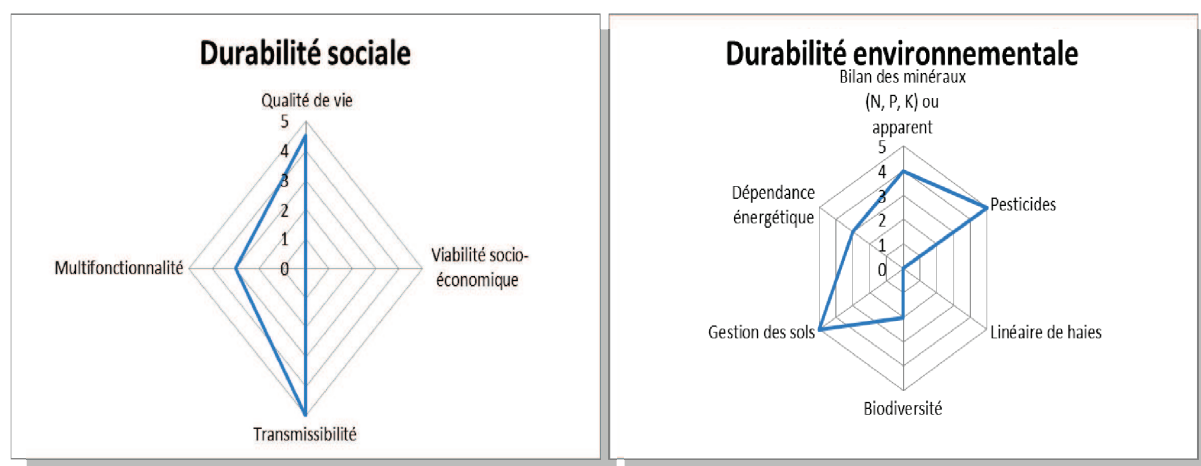 Durabilité sociale
Qualité de vie
5
4
3
2
1
0
Multifonctionnalité
Viabilité socio-
économique
Transmissibilité
Durabilité environnementale
Bilan des minéraux
(N, P, K) ou
apparent
5
4
3
2
1
0
Dépendance
énergétique
Pesticides
Gestion des sols
Linéaire de haies
Biodiversité